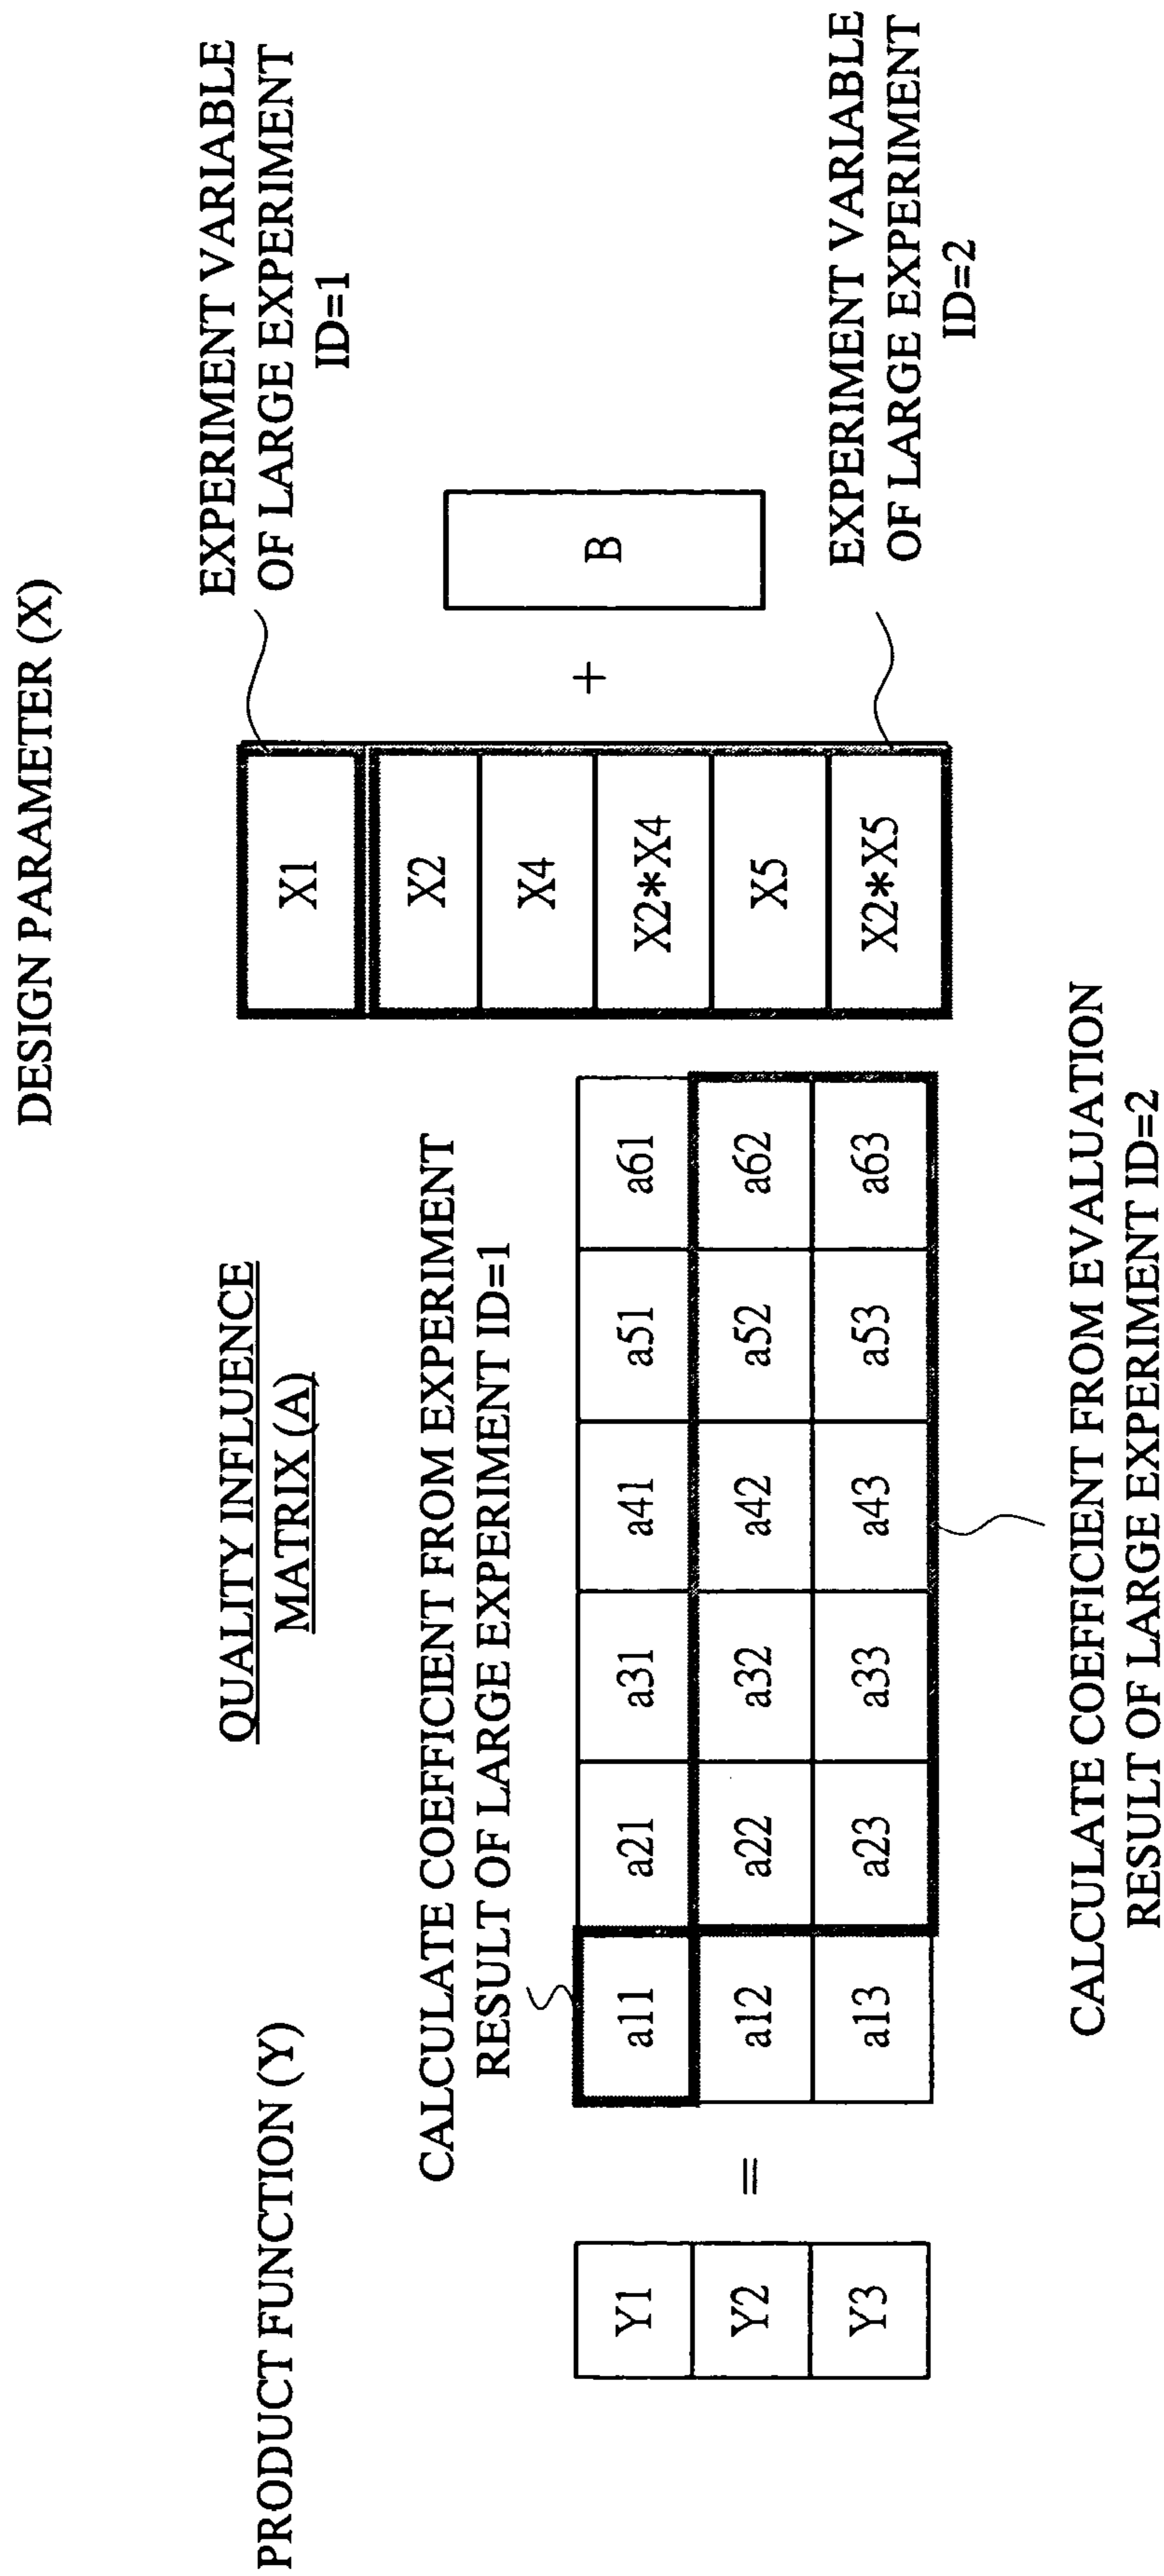 DESIGN PARAMETER (X)
PRODUCT FUNCTION (Y)
QUALITY INFLUENCE
MATRIX (A)
EXPERIMENT VARIABLE
OF LARGE EXPERIMENT
ID=1
CALCULATE COEFFICIENT FROM EXPERIMENT
RESULT OF LARGE EXPERIMENT ID=1
X1
X2
X4
X2*X4
X5
X2*X5
Y1
Y2
Y3
=
a11 a21 a31 a41 a51 a61
a12 a22 a32 a42 a52 a62
a13 a23 a33 a43 a53 a63
+
B
EXPERIMENT VARIABLE
OF LARGE EXPERIMENT
ID=2
CALCULATE COEFFICIENT FROM EVALUATION
RESULT OF LARGE EXPERIMENT ID=2